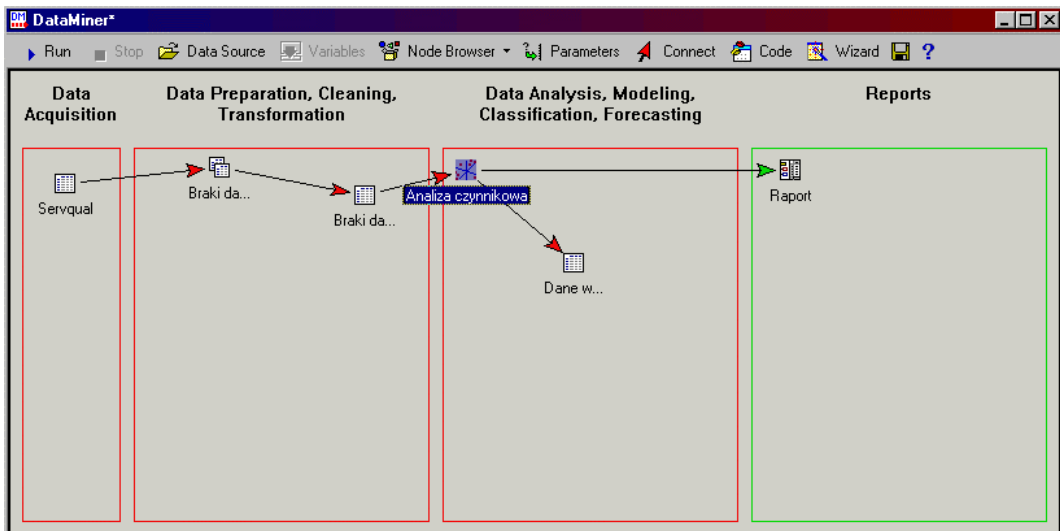 DM DataMiner*
Run Stop Data Source Variables Node Browser Parameters Connect Code Wizard ?
Data
Acquisition
Data Preparation, Cleaning,
Transformation
Data Analysis, Modeling,
Classification, Forecasting
Reports
Servqual
Braki da...
Braki da...
Analiza czynnikowa
Dane w...
Raport